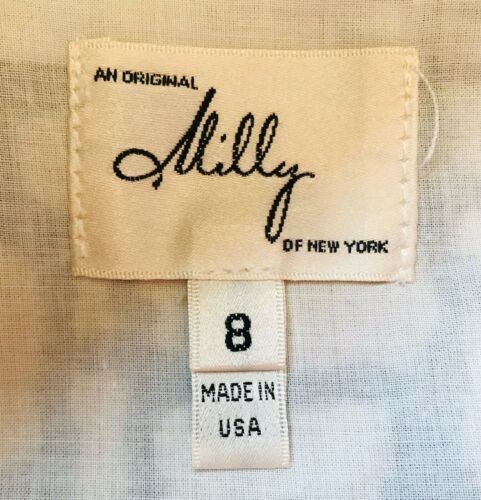 AN ORIGINAL
Milly
OF NEW YORK
8
MADE IN
USA